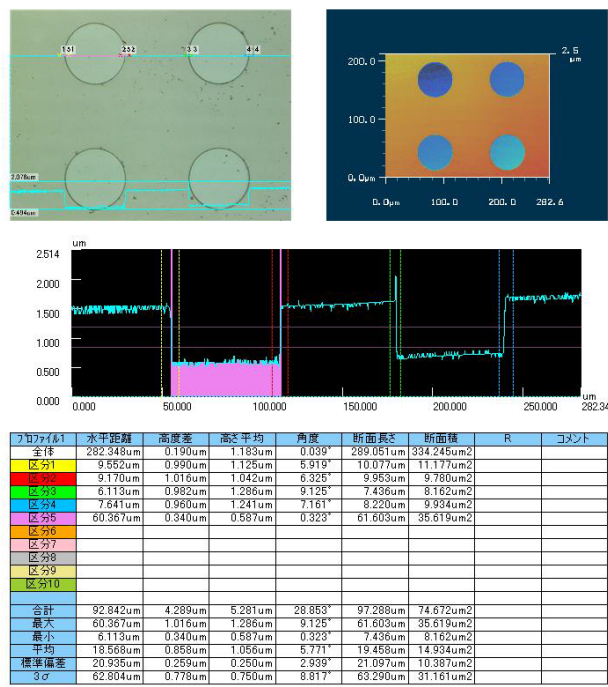 1 S1
2S2
3 3
4 4
2.078um
0.494um
2.5
μm
200.0
100.0
0.0μm
0.0μm 100.0 200.0 282.6
um
2.514
2.000
1.500
1.000
0.500
0.000
0.000 50.000 100.000 150.000 200.000 250.000 282.34
um
プロファイル1 水平距離 高度差 高さ平均 角度 断面長さ 断面積 R コメント
全体 282.348um 0.190um 1.183um 0.039° 289.051um 334.245um2
区分1 9.552um 0.990um 1.125um 5.919° 10.077um 11.177um2
区分2 9.170um 1.016um 1.042um 6.325° 9.953um 9.780um2
区分3 6.113um 0.982um 1.286um 9.125° 7.436um 8.162um2
区分4 7.641um 0.960um 1.241um 7.161° 8.220um 9.934um2
区分5 60.367um 0.340um 0.587um 0.323° 61.603um 35.619um2
区分6
区分7
区分8
区分9
区分10
合計 92.842um 4.289um 5.281um 28.853° 97.288um 74.672um2
最大 60.367um 1.016um 1.286um 9.125° 61.603um 35.619um2
最小 6.113um 0.340um 0.587um 0.323° 7.436um 8.162um2
平均 18.568um 0.858um 1.056um 5.771° 19.458um 14.934um2
標準偏差 20.935um 0.259um 0.250um 2.939° 21.097um 10.387um2
3σ 62.804um 0.778um 0.750um 8.817° 63.290um 31.161um2